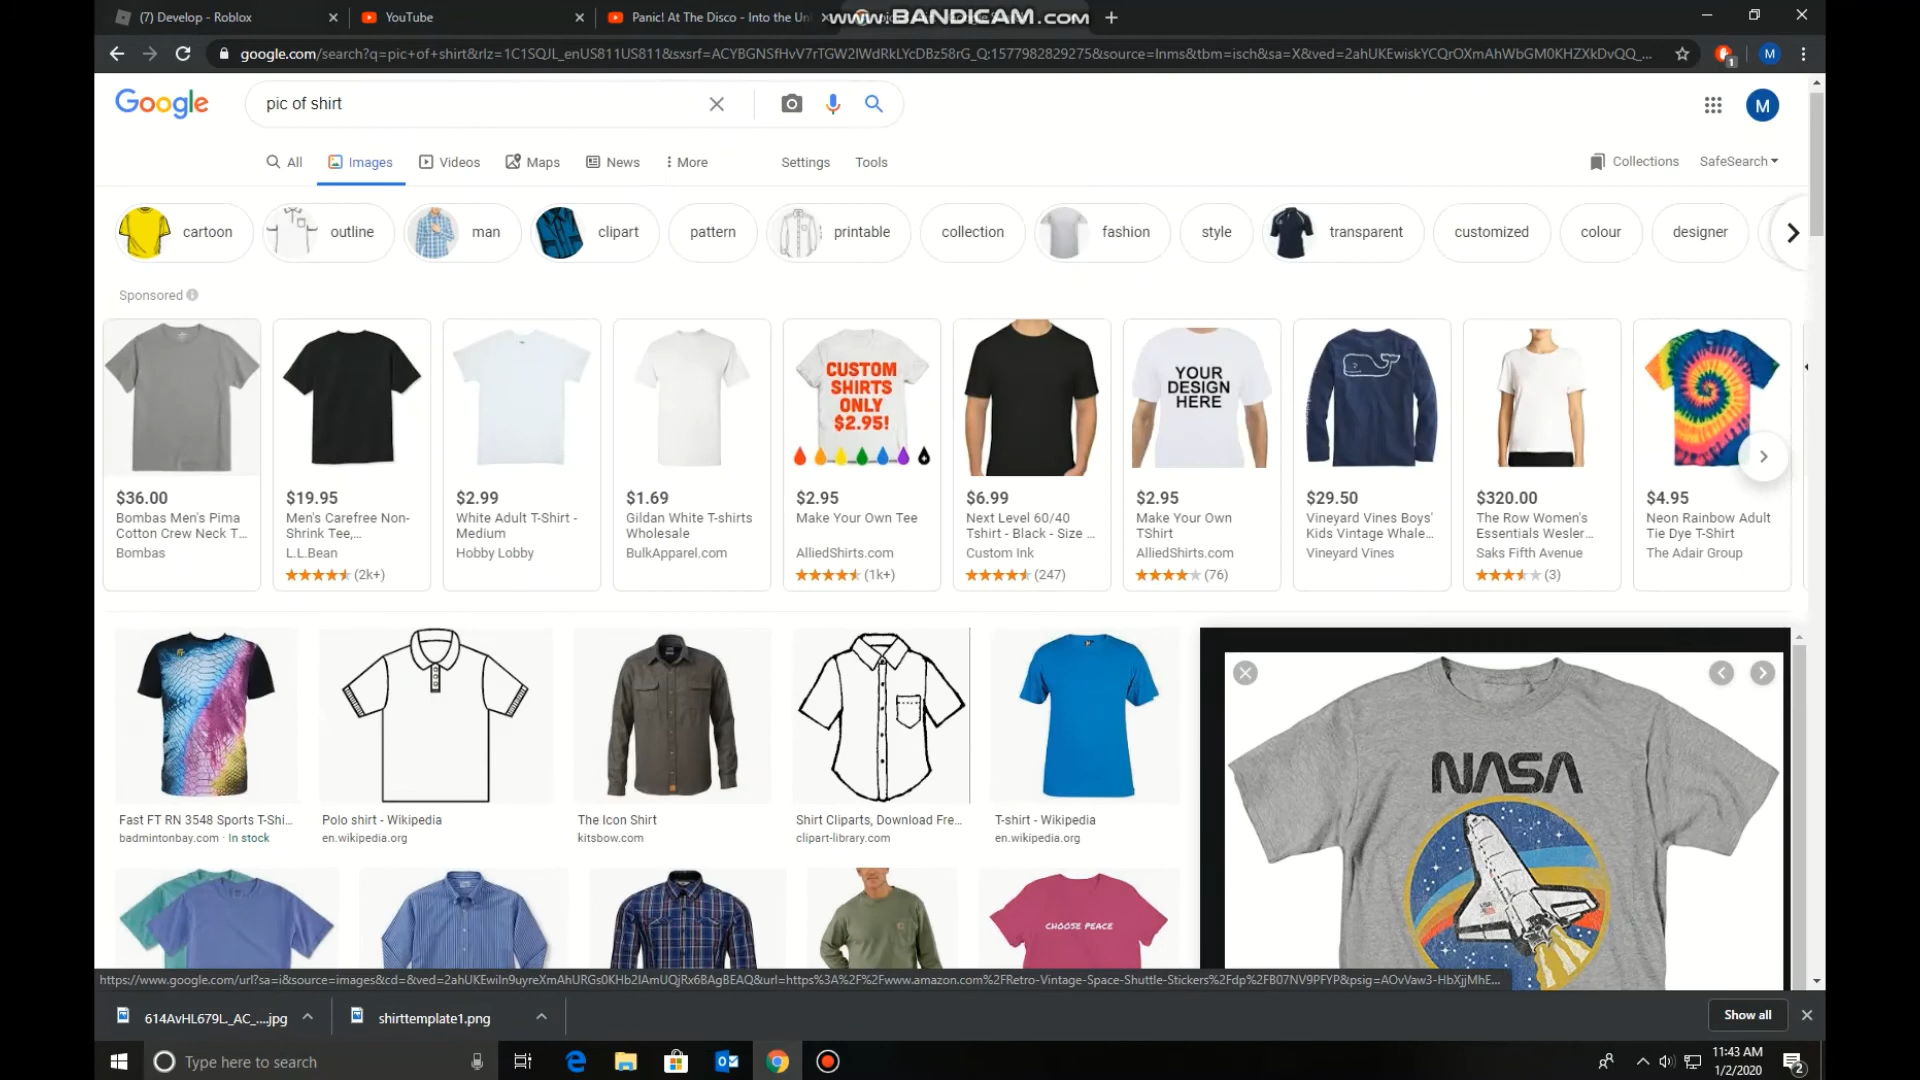 (7) Develop - Roblox
YouTube
Panic! At The Disco - Into the Un
www.BANDICAM.com
google.com/search?q=pic+of+shirt&rlz=1C1SQJL_enUS811US811&sxsrf=ACYBGNSfHvV7rTGW2lWdRkLYcDBz58rG_Q:1577982829275&source=lnms&tbm=isch&sa=X&ved=2ahUKEwiskYCQrOXmAhWbGM0KHZXkDvQQ_...
1
M
Google
pic of shirt
M
All
Images
Videos
Maps
News
More
Settings
Tools
Collections
SafeSearch
cartoon
outline
man
clipart
pattern
printable
collection
fashion
style
transparent
customized
colour
designer
Sponsored
CUSTOM
SHIRTS
ONLY
$2.95!
YOUR
DESIGN
HERE
$36.00
Bombas Men's Pima
Cotton Crew Neck T...
Bombas
$19.95
Men's Carefree Non-
Shrink Tee,...
L.L.Bean
(2k+)
$2.99
White Adult T-Shirt -
Medium
Hobby Lobby
$1.69
Gildan White T-shirts
Wholesale
BulkApparel.com
$2.95
Make Your Own Tee
AlliedShirts.com
(1k+)
$6.99
Next Level 60/40
Tshirt - Black - Size ...
Custom Ink
(247)
$2.95
Make Your Own
TShirt
AlliedShirts.com
(76)
$29.50
Vineyard Vines Boys'
Kids Vintage Whale...
Vineyard Vines
$320.00
The Row Women's
Essentials Wesler...
Saks Fifth Avenue
(3)
$4.95
Neon Rainbow Adult
Tie Dye T-Shirt
The Adair Group
Fast FT RN 3548 Sports T-Shi...
badmintonbay.com · In stock
Polo shirt - Wikipedia
en.wikipedia.org
The Icon Shirt
kitsbow.com
Shirt Cliparts, Download Fre...
clipart-library.com
T-shirt - Wikipedia
en.wikipedia.org
NASA
CHOOSE PEACE
https://www.google.com/url?sa=i&source=images&cd=&ved=2ahUKEwiln9uyreXmAhURGs0KHb2IAmUQjRx6BAgBEAQ&url=https%3A%2F%2Fwww.amazon.com%2FRetro-Vintage-Space-Shuttle-Stickers%2Fdp%2FB07NV9PFYP&psig=AOvVaw3-HbXjjMhE...
614AvHL679L._AC_....jpg
shirttemplate1.png
Show all
Type here to search
11:43 AM
1/2/2020
2